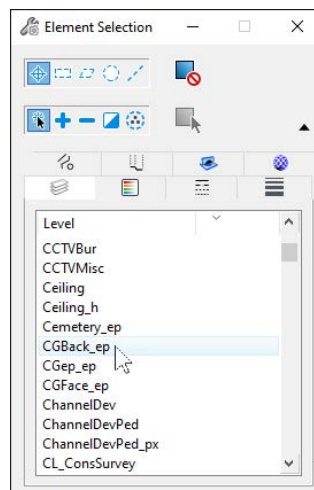 Element Selection
Level
CCTVBur
CCTVMisc
Ceiling
Ceiling_h
Cemetery_ep
CGBack_ep
CGep_ep
CGFace_ep
ChannelDev
ChannelDevPed
ChannelDevPed_px
CL_ConsSurvey